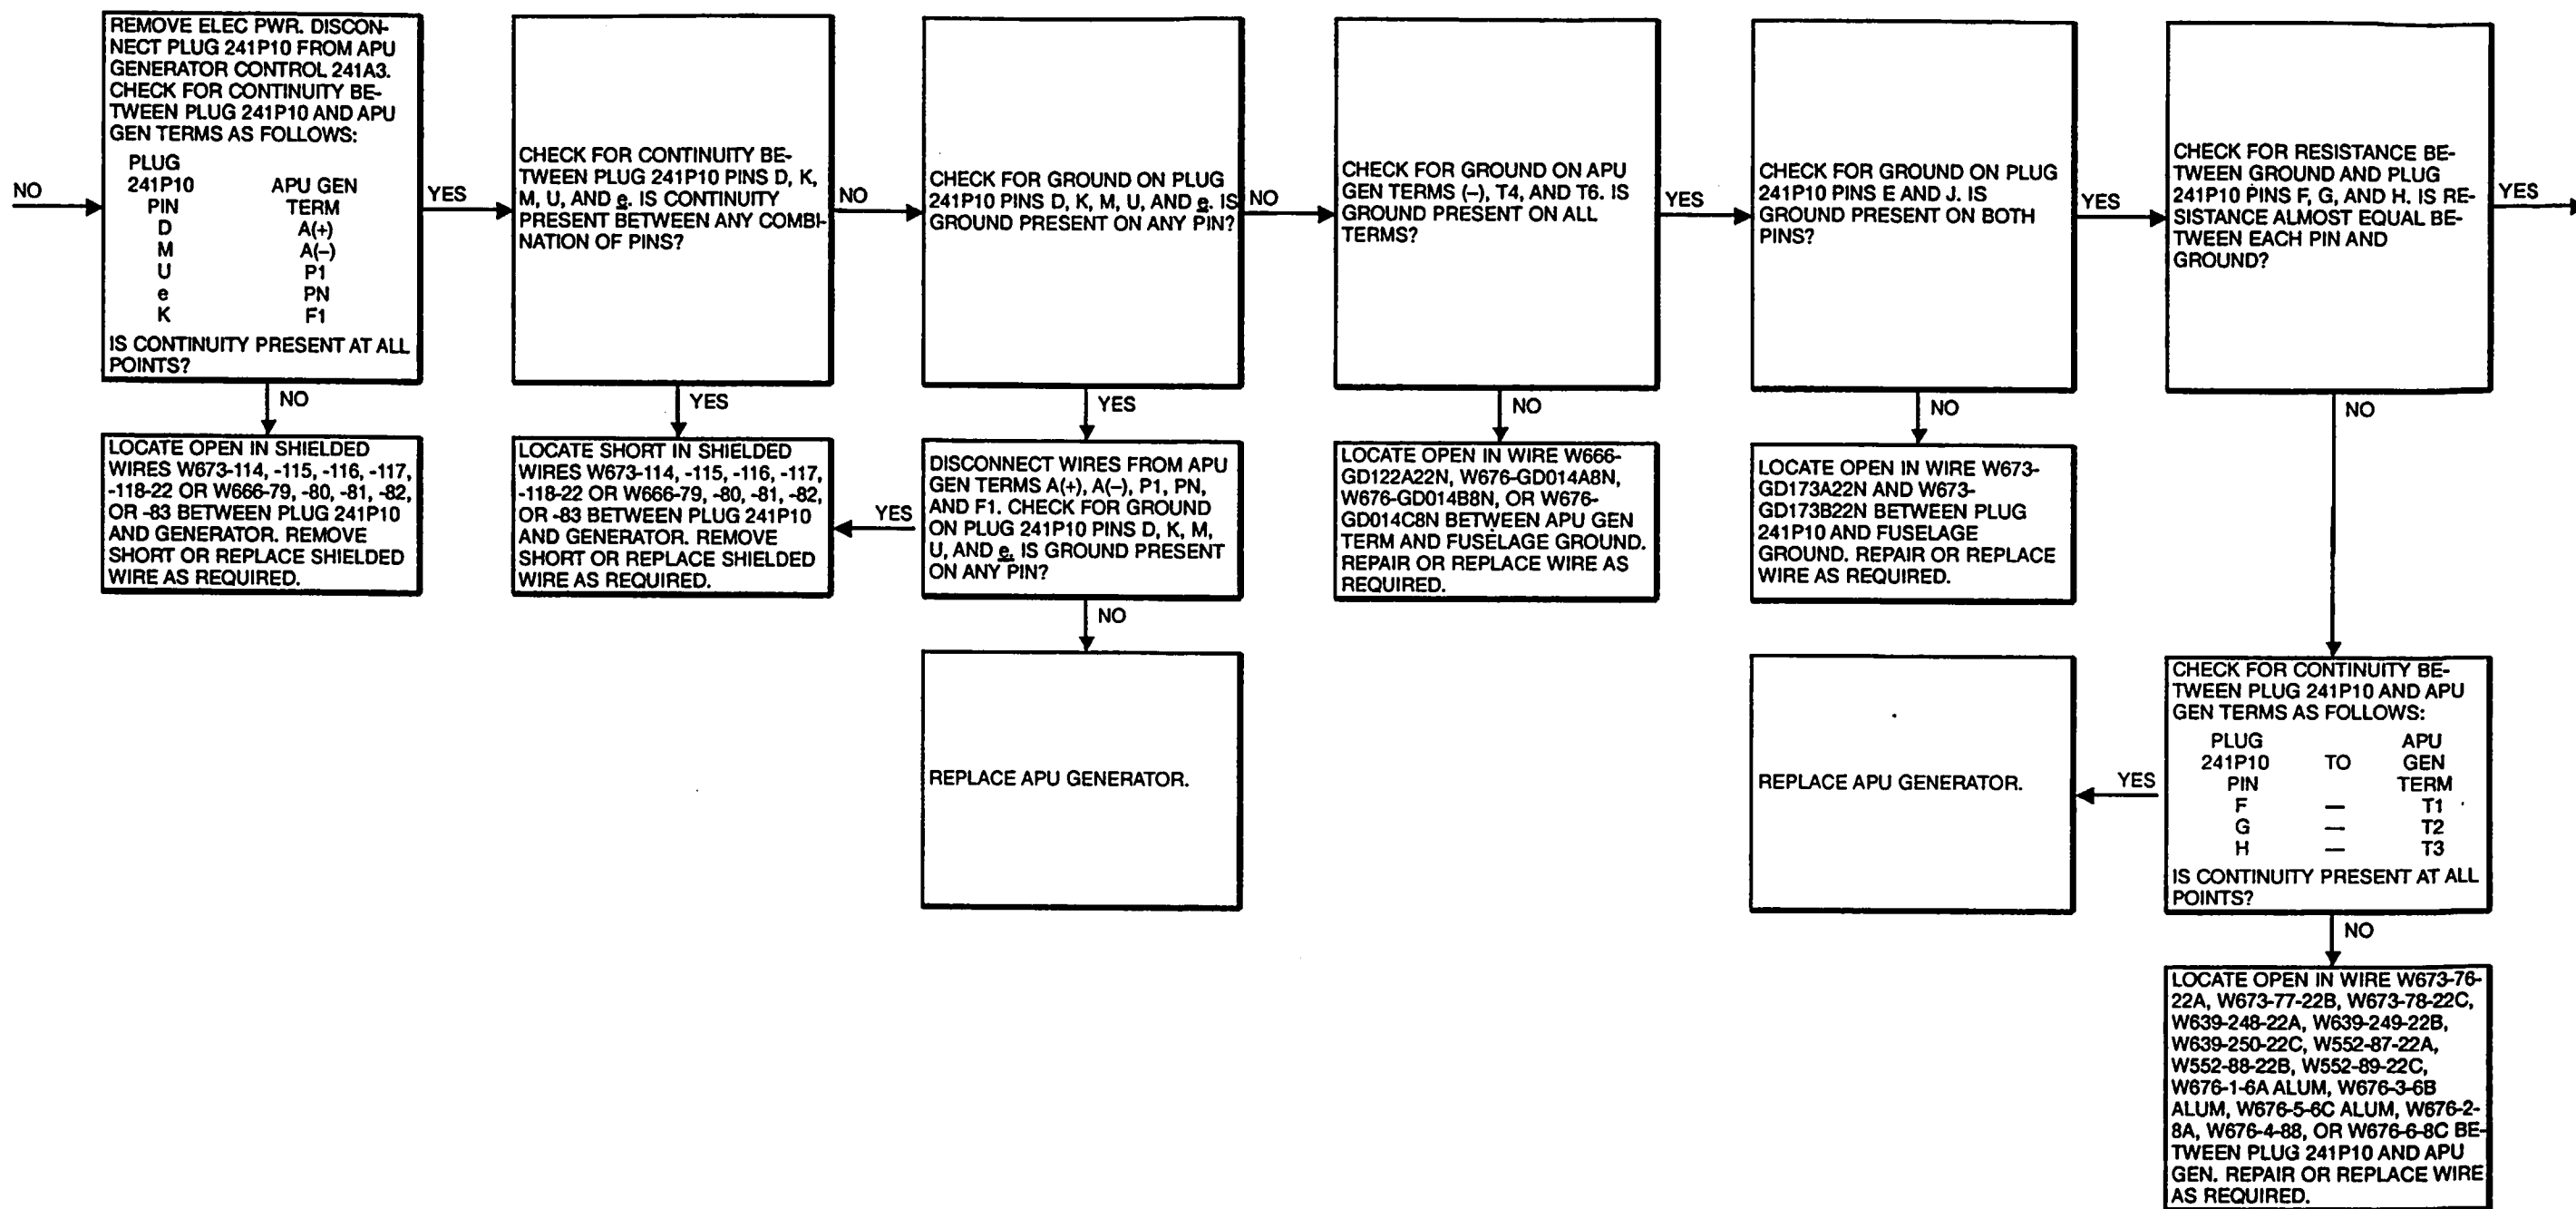 NO
REMOVE ELEC PWR. DISCON-
NECT PLUG 241P10 FROM APU
GENERATOR CONTROL 241A3.
CHECK FOR CONTINUITY BE-
TWEEN PLUG 241P10 AND APU
GEN TERMS AS FOLLOWS:
PLUG
241P10 APU GEN
PIN TERM
D A(+)
M A(–)
U P1
e PN
K F1
IS CONTINUITY PRESENT AT ALL
POINTS?
YES
NO
LOCATE OPEN IN SHIELDED
WIRES W673-114, -115, -116, -117,
-118-22 OR W666-79, -80, -81, -82,
OR -83 BETWEEN PLUG 241P10
AND GENERATOR. REMOVE
SHORT OR REPLACE SHIELDED
WIRE AS REQUIRED.
CHECK FOR CONTINUITY BE-
TWEEN PLUG 241P10 PINS D, K,
M, U, AND e. IS CONTINUITY
PRESENT BETWEEN ANY COMBI-
NATION OF PINS?
NO
YES
LOCATE SHORT IN SHIELDED
WIRES W673-114, -115, -116, -117,
-118-22 OR W666-79, -80, -81, -82,
OR -83 BETWEEN PLUG 241P10
AND GENERATOR. REMOVE
SHORT OR REPLACE SHIELDED
WIRE AS REQUIRED.
CHECK FOR GROUND ON PLUG
241P10 PINS D, K, M, U, AND e. IS
GROUND PRESENT ON ANY PIN?
NO
YES
DISCONNECT WIRES FROM APU
GEN TERMS A(+), A(–), P1, PN,
AND F1. CHECK FOR GROUND
ON PLUG 241P10 PINS D, K, M,
U, AND e. IS GROUND PRESENT
ON ANY PIN?
YES
NO
REPLACE APU GENERATOR.
CHECK FOR GROUND ON APU
GEN TERMS (–), T4, AND T6. IS
GROUND PRESENT ON ALL
TERMS?
YES
NO
LOCATE OPEN IN WIRE W666-
GD122A22N, W676-GD014A8N,
W676-GD014B8N, OR W676-
GD014C8N BETWEEN APU GEN
TERM AND FUSELAGE GROUND.
REPAIR OR REPLACE WIRE AS
REQUIRED.
CHECK FOR GROUND ON PLUG
241P10 PINS E AND J. IS
GROUND PRESENT ON BOTH
PINS?
YES
NO
LOCATE OPEN IN WIRE W673-
GD173A22N AND W673-
GD173B22N BETWEEN PLUG
241P10 AND FUSELAGE
GROUND. REPAIR OR REPLACE
WIRE AS REQUIRED.
CHECK FOR RESISTANCE BE-
TWEEN GROUND AND PLUG
241P10 PINS F, G, AND H. IS RE-
SISTANCE ALMOST EQUAL BE-
TWEEN EACH PIN AND
GROUND?
YES
NO
CHECK FOR CONTINUITY BE-
TWEEN PLUG 241P10 AND APU
GEN TERMS AS FOLLOWS:
PLUG APU
241P10 TO GEN
PIN TERM
F — T1
G — T2
H — T3
IS CONTINUITY PRESENT AT ALL
POINTS?
YES
REPLACE APU GENERATOR.
NO
LOCATE OPEN IN WIRE W673-76-
22A, W673-77-22B, W673-78-22C,
W639-248-22A, W639-249-22B,
W639-250-22C, W552-87-22A,
W552-88-22B, W552-89-22C,
W676-1-6A ALUM, W676-3-6B
ALUM, W676-5-6C ALUM, W676-2-
8A, W676-4-88, OR W676-6-8C BE-
TWEEN PLUG 241P10 AND APU
GEN. REPAIR OR REPLACE WIRE
AS REQUIRED.